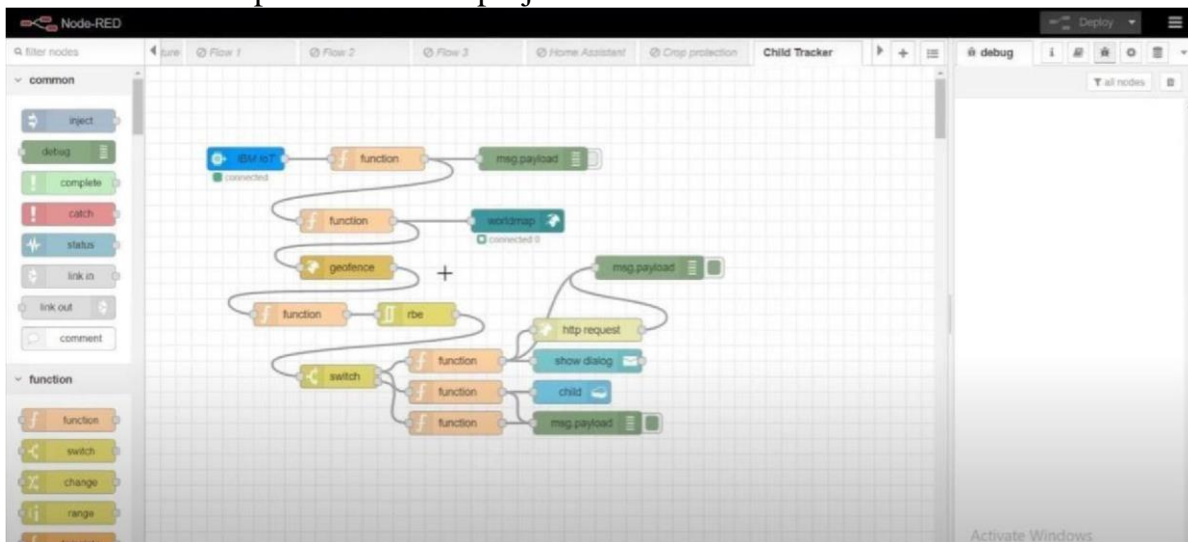 Node-RED
Deploy
filter nodes
Flow 1
Flow 2
Flow 3
Home Assistent
Crop protection
Child Tracker
debug
i
all nodes
common
inject
debug
complete
catch
status
link in
link out
comment
function
function
switch
change
range
IBM IoT
connected
function
msg.payload
function
worldmap
connected 0
geofence
msg.payload
function
rbe
http request
switch
function
show dialog
function
child
function
msg.payload
Activate Windows